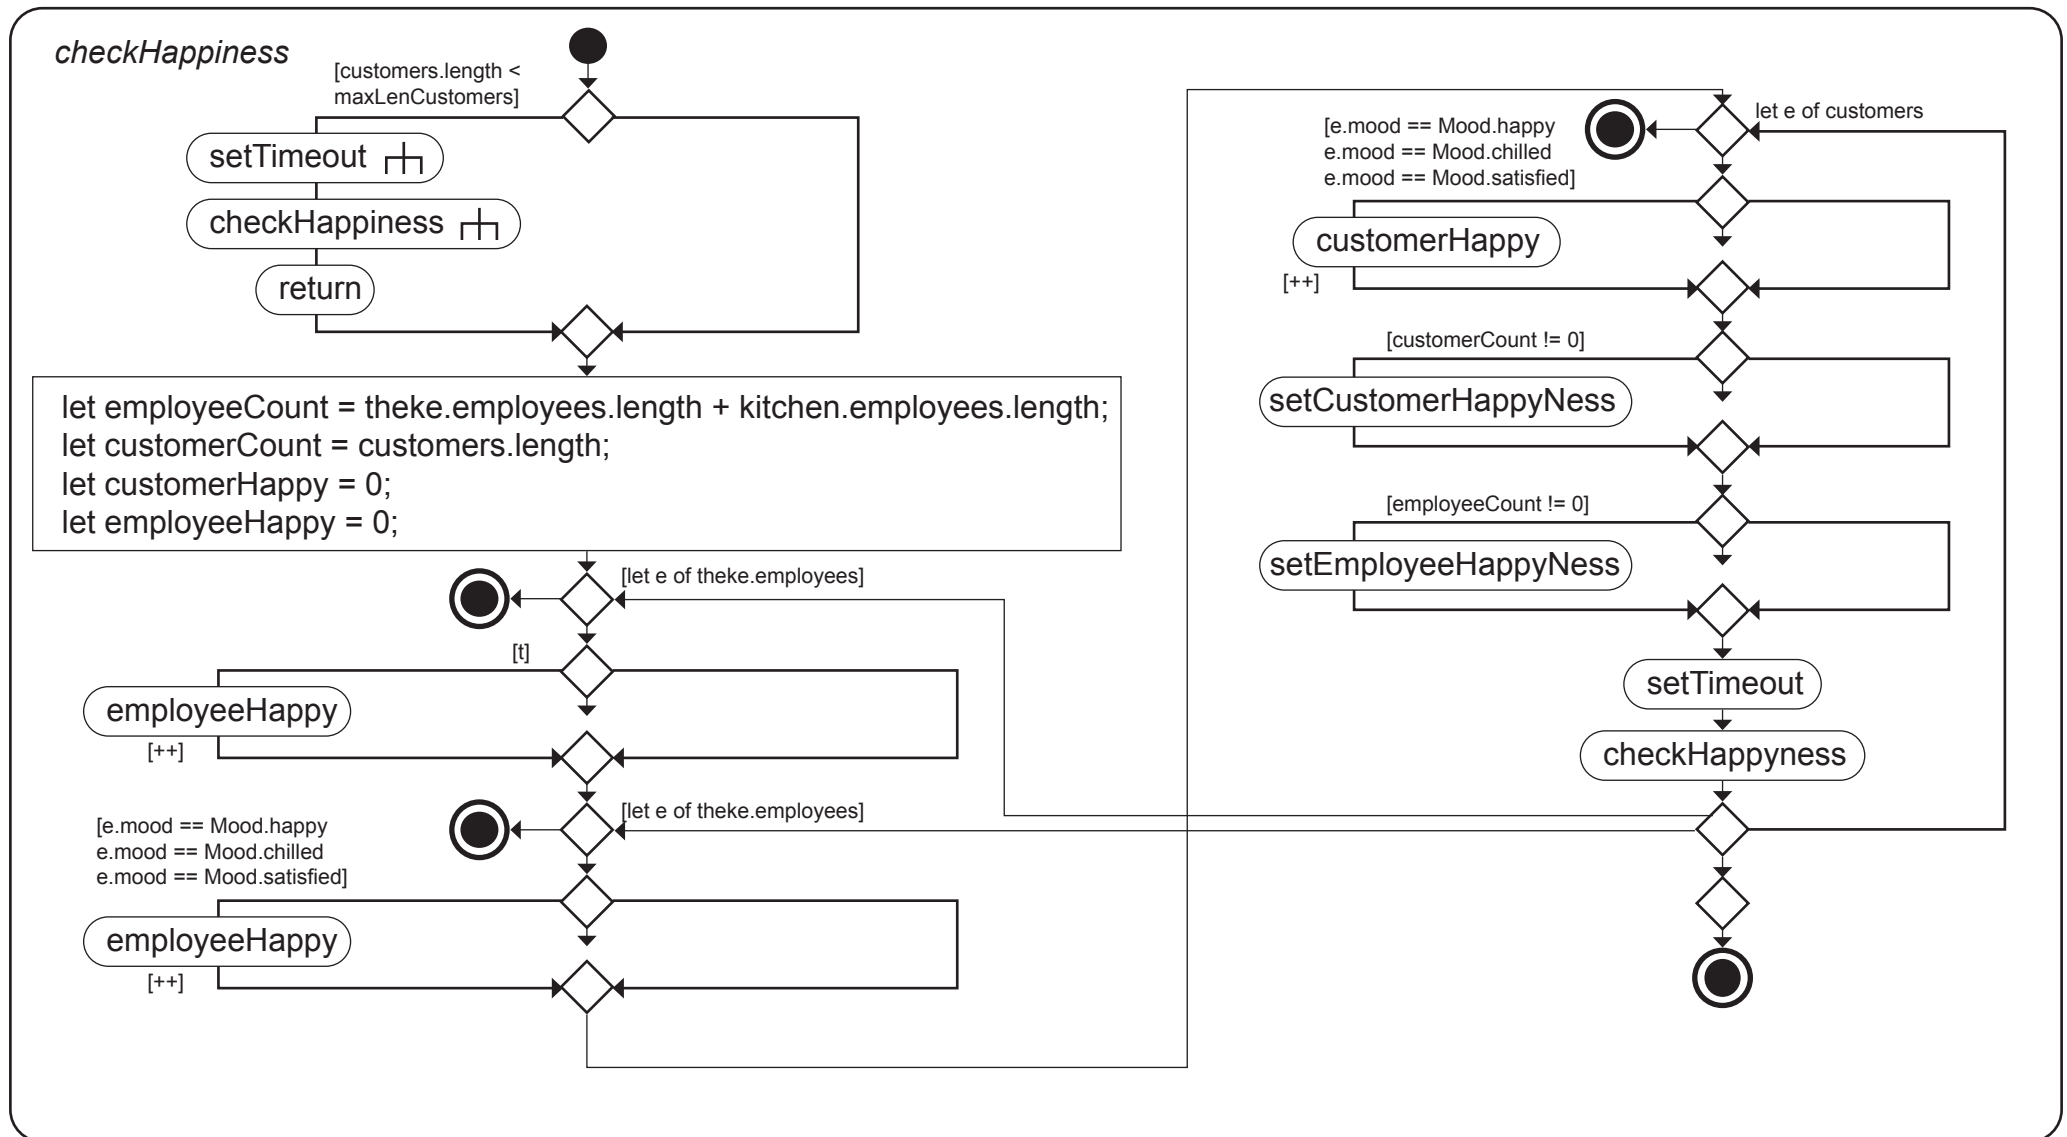 checkHappiness
[customers.length <
maxLenCustomers]
setTimeout
checkHappiness
return
let employeeCount = theke.employees.length + kitchen.employees.length;
let customerCount = customers.length;
let customerHappy = 0;
let employeeHappy = 0;
[let e of theke.employees]
[t]
employeeHappy
[++]
[let e of theke.employees]
[e.mood == Mood.happy
e.mood == Mood.chilled
e.mood == Mood.satisfied]
employeeHappy
[++]
let e of customers
[e.mood == Mood.happy
e.mood == Mood.chilled
e.mood == Mood.satisfied]
customerHappy
[++]
[customerCount != 0]
setCustomerHappyNess
[employeeCount != 0]
setEmployeeHappyNess
setTimeout
checkHappyness